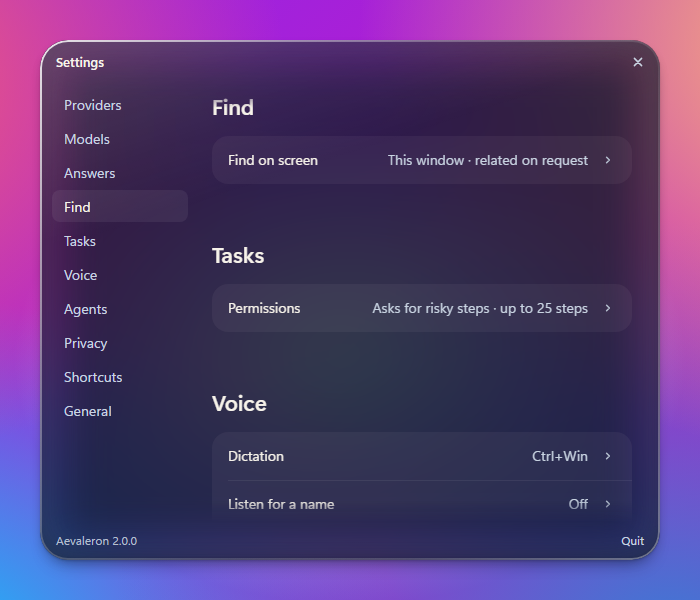 Settings
Providers
Models
Answers
Find
Tasks
Voice
Agents
Privacy
Shortcuts
General
Find
Find on screen This window · related on request
Tasks
Permissions Asks for risky steps · up to 25 steps
Voice
Dictation Ctrl+Win
Listen for a name Off
Aevaleron 2.0.0
Quit